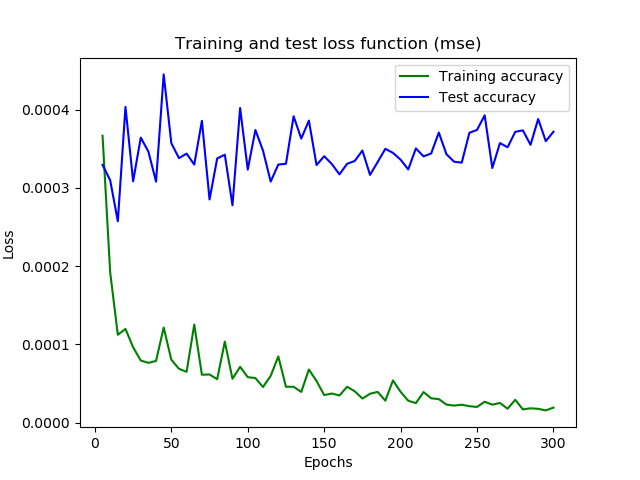 Training and test loss function (mse)
Training accuracy
Test accuracy
0.0004
0.0003
0.0002
0.0001
0.0000
Loss
0 50 100 150 200 250 300
Epochs